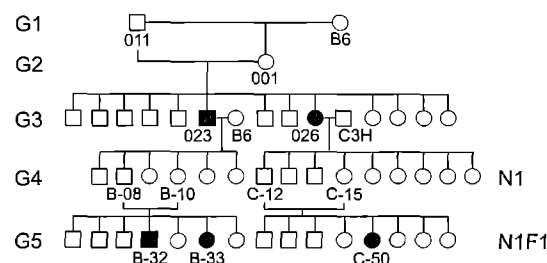 G1
011 B6
G2
001
G3
023 B6 026 C3H
G4 N1
B-08 B-10 C-12 C-15
G5 N1F1
B-32 B-33 C-50